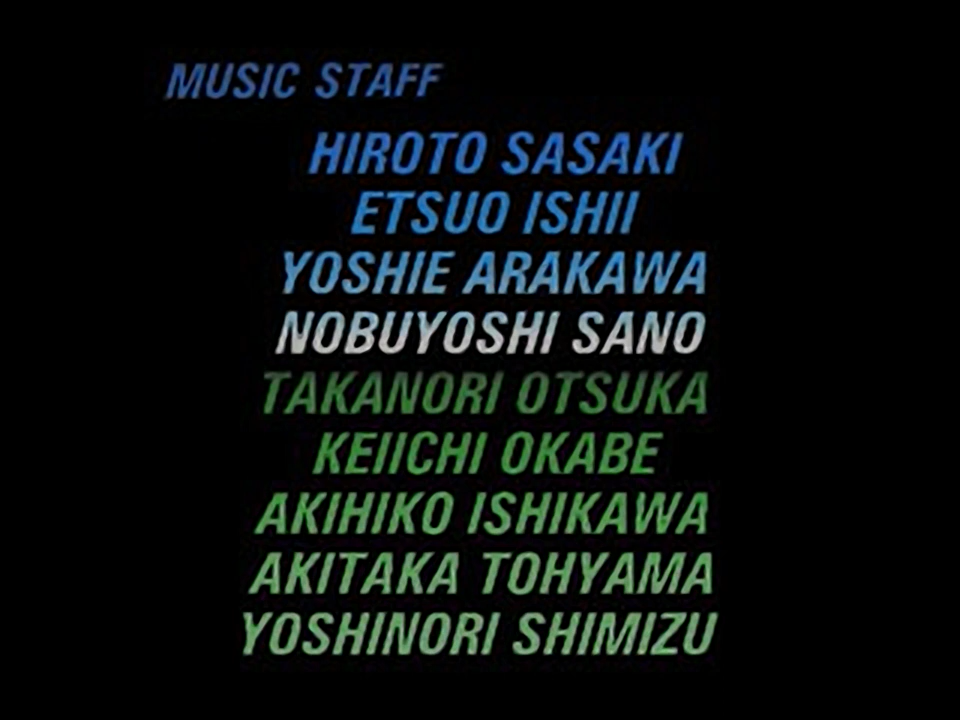 MUSIC STAFF
HIROTO SASAKI
ETSUO ISHII
YOSHIE ARAKAWA
NOBUYOSHI SANO
TAKANORI OTSUKA
KEIICHI OKABE
AKIHIKO ISHIKAWA
AKITAKA TOHYAMA
YOSHINORI SHIMIZU